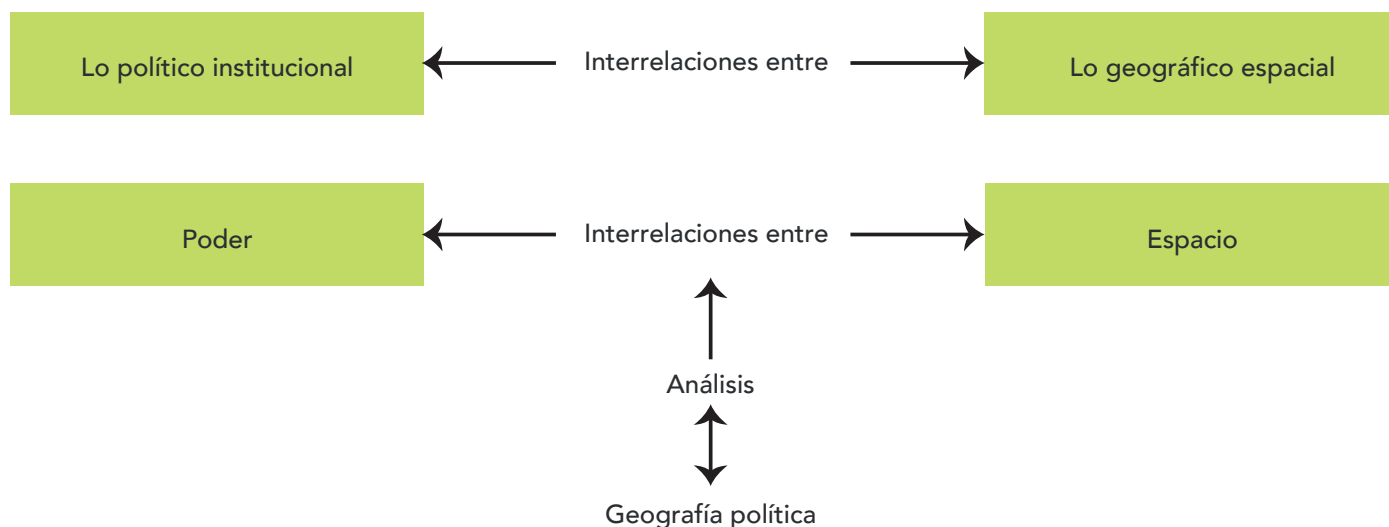 Lo político institucional
Interrelaciones entre
Lo geográfico espacial
Poder
Interrelaciones entre
Espacio
Análisis
Geografía política